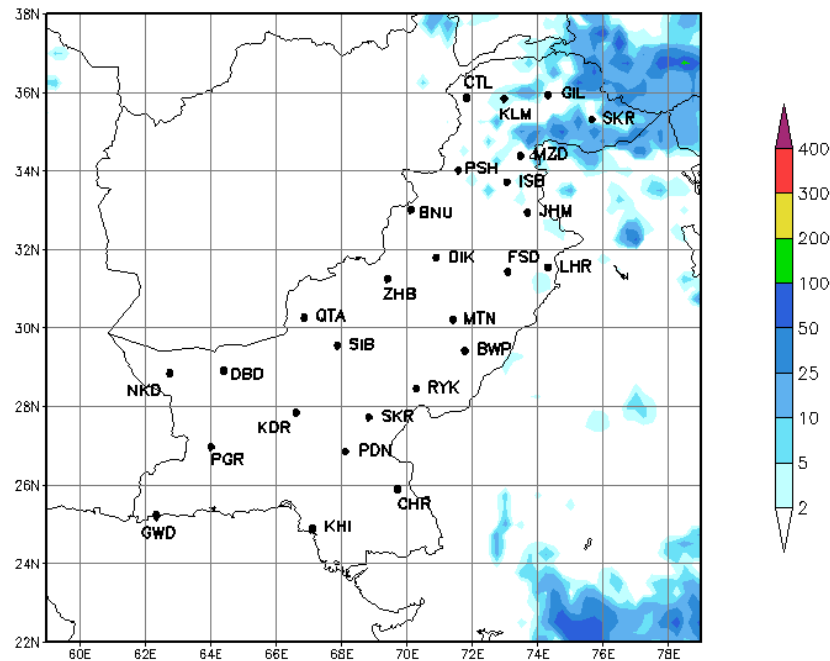 38N
36N
CTL
GIL
KLM
SKR
400
34N
MZD
PSH
ISB
300
BNU
JHM
32N
200
DIK
FSD
LHR
ZHB
100
QTA
30N
MTN
50
SIB
BWP
NKD
DBD
25
RYK
28N
KDR
SKR
10
PGR
PDN
26N
5
CHR
GWD
KHI
2
24N
22N
60E 62E 64E 66E 68E 70E 72E 74E 76E 78E